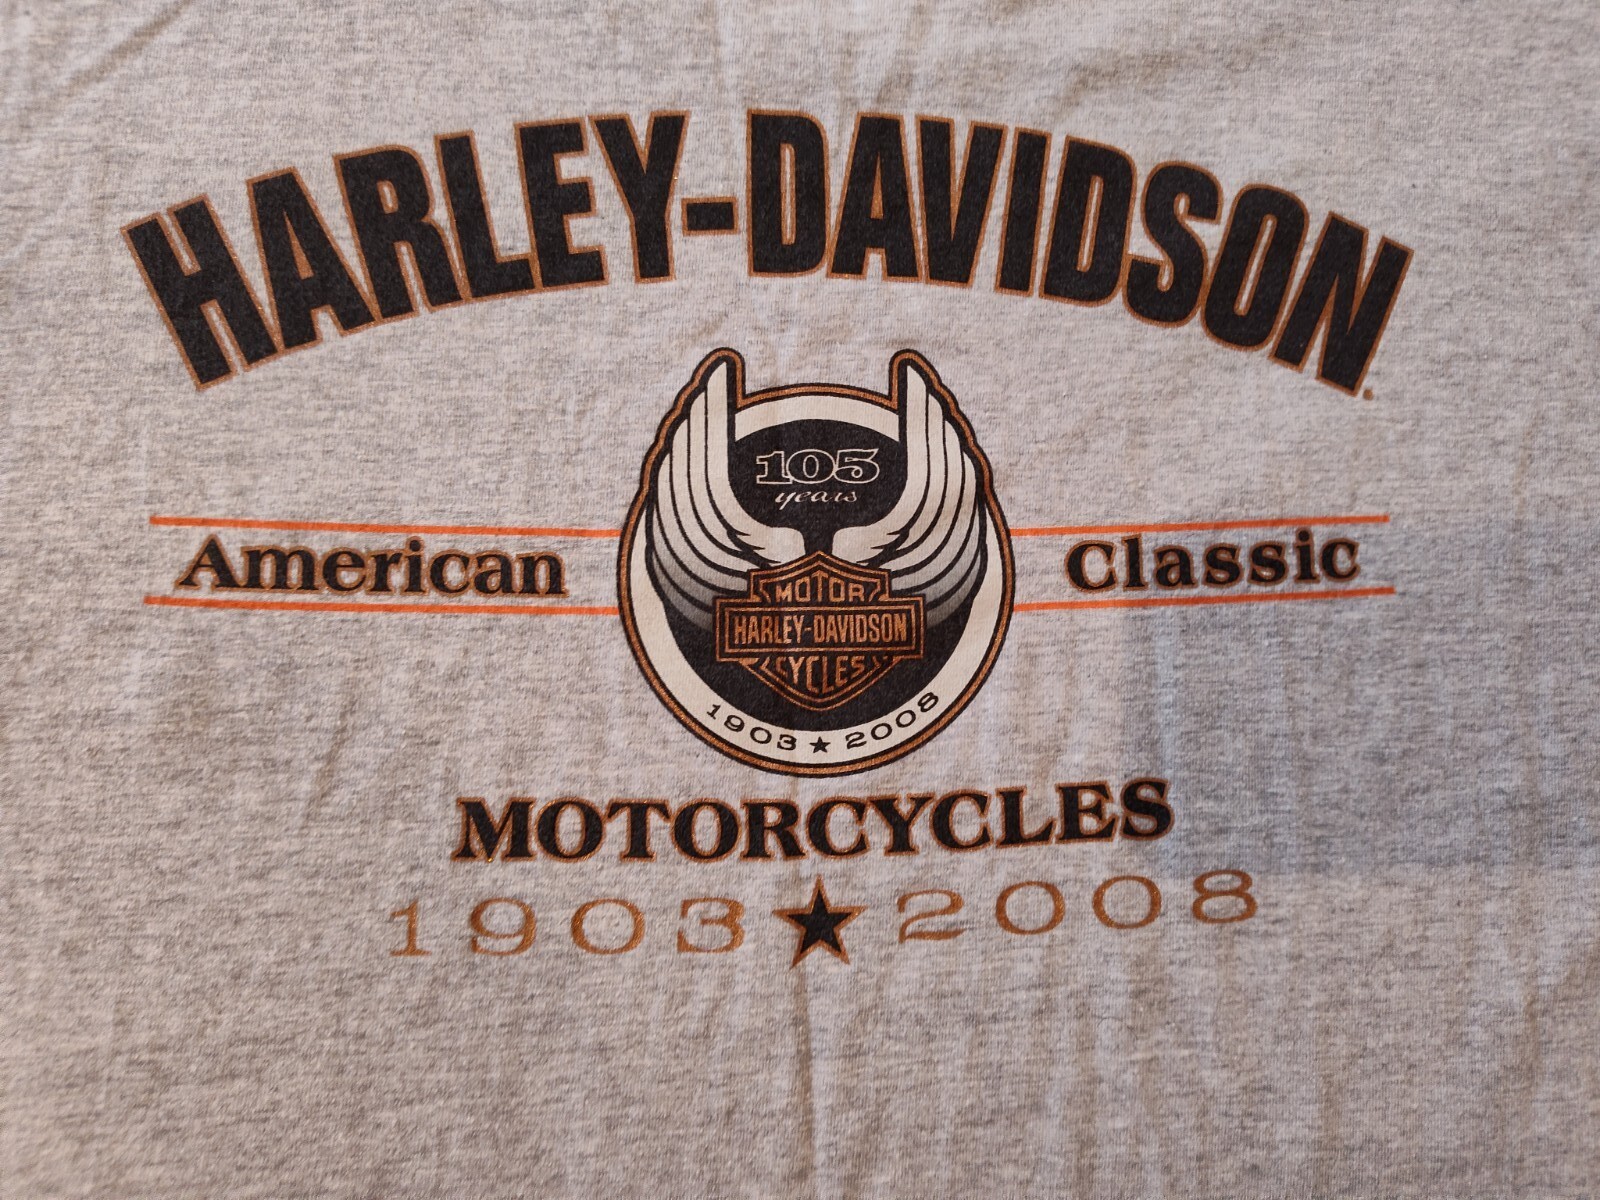 HARLEY-DAVIDSON
105
years
American Classic
MOTOR
HARLEY-DAVIDSON
CYCLES
1903 ★ 2008
MOTORCYCLES
1903 ★ 2008